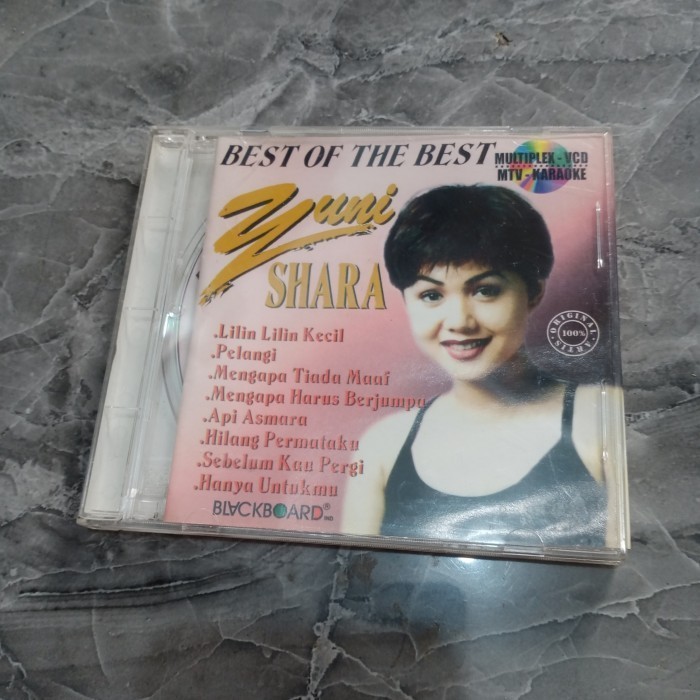 BEST OF THE BEST
MULTIPLEX - VCD
MTV - KARAOKE
Yuni
SHARA
.Lilin Lilin Kecil
.Pelangi
.Mengapa Tiada Maaf
.Mengapa Harus Berjumpa
.Api Asmara
.Hilang Permataku
.Sebelum Kau Pergi
.Hanya Untukmu
ORIGINAL
100%
ARTIS
BLACKBOARD®